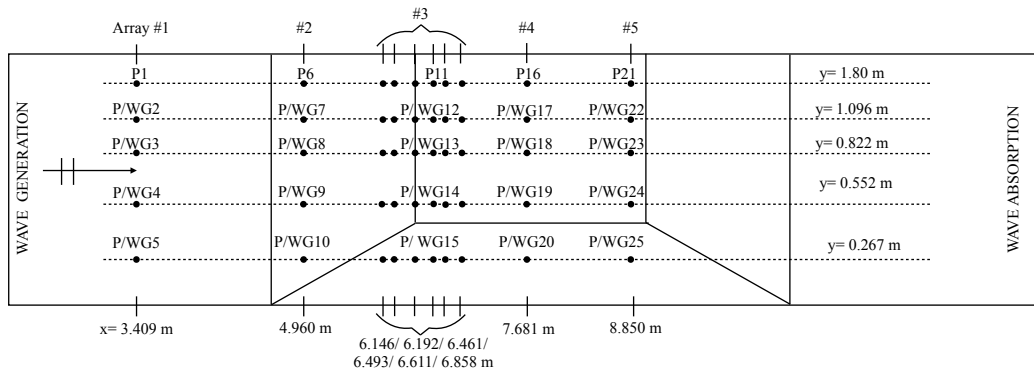 #3
Array #1 #2 #4 #5
P1 P6 P11 P16 P21 y= 1.80 m
P/WG2 P/WG7 P/ WG12 P/WG17 P/WG22 y= 1.096 m
P/WG3 P/WG8 P/ WG13 P/WG18 P/WG23 y= 0.822 m
P/WG4 P/WG9 P/ WG14 P/WG19 P/WG24 y= 0.552 m
P/WG5 P/WG10 P/ WG15 P/WG20 P/WG25 y= 0.267 m
WAVE GENERATION
WAVE ABSORPTION
x= 3.409 m 4.960 m 7.681 m 8.850 m
6.146/ 6.192/ 6.461/
6.493/ 6.611/ 6.858 m